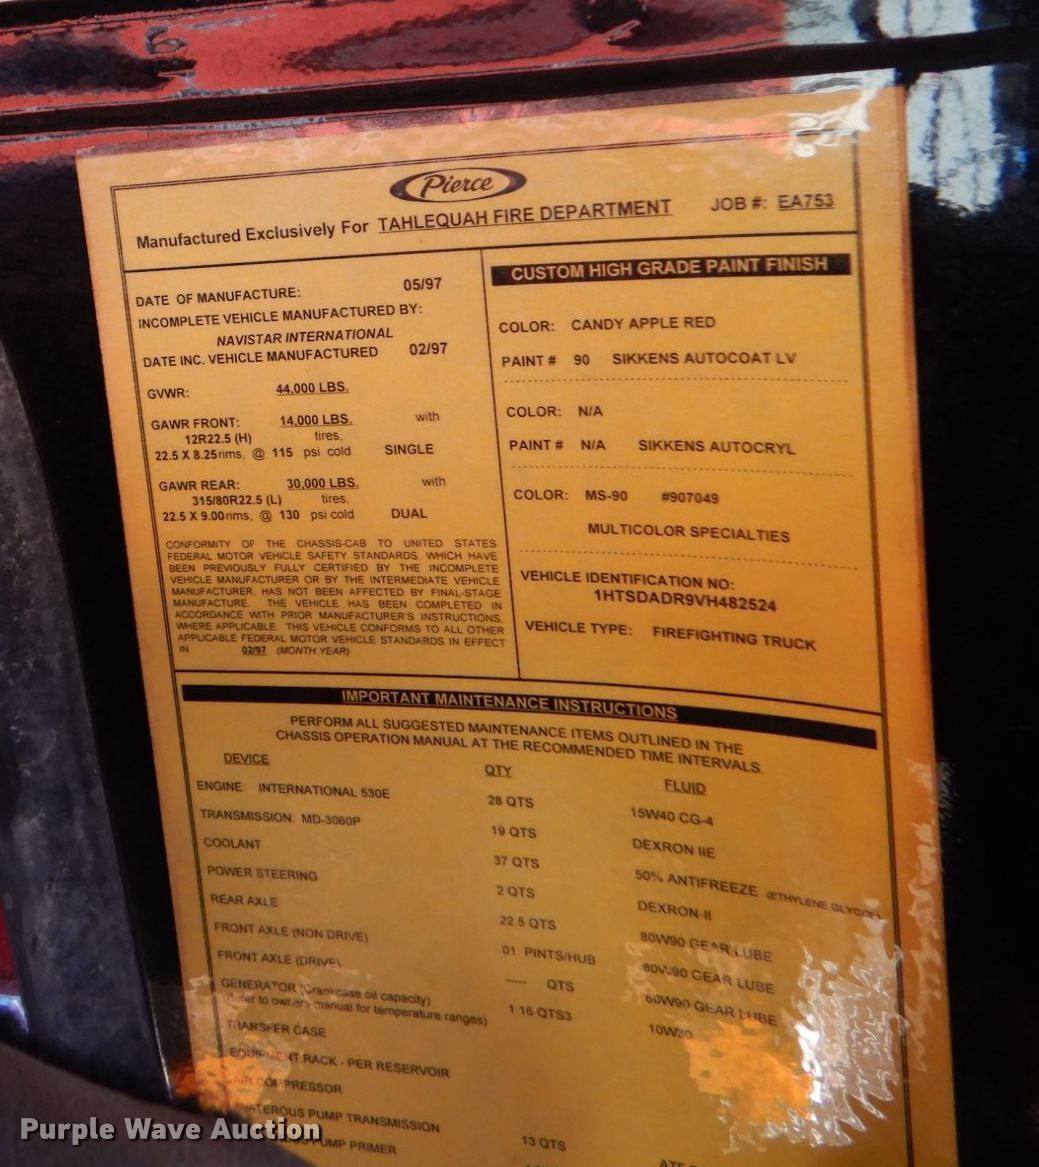 Pierce
Manufactured Exclusively For TAHLEQUAH FIRE DEPARTMENT JOB #: EA753
DATE OF MANUFACTURE: 05/97
INCOMPLETE VEHICLE MANUFACTURED BY:
NAVISTAR INTERNATIONAL
DATE INC. VEHICLE MANUFACTURED 02/97
GVWR: 44,000 LBS.
GAWR FRONT: 14,000 LBS. with
12R22.5 (H) tires,
22.5 X 8.25 rims, @ 115 psi cold SINGLE
GAWR REAR: 30,000 LBS. with
315/80R22.5 (L) tires,
22.5 X 9.00 rims, @ 130 psi cold DUAL
CONFORMITY OF THE CHASSIS-CAB TO UNITED STATES
FEDERAL MOTOR VEHICLE SAFETY STANDARDS, WHICH HAVE
BEEN PREVIOUSLY FULLY CERTIFIED BY THE INCOMPLETE
VEHICLE MANUFACTURER OR BY THE INTERMEDIATE VEHICLE
MANUFACTURER, HAS NOT BEEN AFFECTED BY FINAL-STAGE
MANUFACTURE. THE VEHICLE HAS BEEN COMPLETED IN
ACCORDANCE WITH PRIOR MANUFACTURER'S INSTRUCTIONS,
WHERE APPLICABLE. THIS VEHICLE CONFORMS TO ALL OTHER
APPLICABLE FEDERAL MOTOR VEHICLE STANDARDS IN EFFECT
IN 02/97 (MONTH YEAR)
CUSTOM HIGH GRADE PAINT FINISH
COLOR: CANDY APPLE RED
PAINT # 90 SIKKENS AUTOCOAT LV
COLOR: N/A
PAINT # N/A SIKKENS AUTOCRYL
COLOR: MS-90 #907049
MULTICOLOR SPECIALTIES
VEHICLE IDENTIFICATION NO:
1HTSDADR9VH482524
VEHICLE TYPE: FIREFIGHTING TRUCK
IMPORTANT MAINTENANCE INSTRUCTIONS
PERFORM ALL SUGGESTED MAINTENANCE ITEMS OUTLINED IN THE
CHASSIS OPERATION MANUAL AT THE RECOMMENDED TIME INTERVALS.
DEVICE QTY FLUID
ENGINE: INTERNATIONAL 530E 28 QTS 15W40 CG-4
TRANSMISSION: MD-3060P 19 QTS DEXRON IIE
COOLANT 37 QTS 50% ANTIFREEZE (ETHYLENE GLYCOL)
POWER STEERING 2 QTS DEXRON-II
REAR AXLE 22.5 QTS 80W90 GEAR LUBE
FRONT AXLE (NON DRIVE) 01 PINTS/HUB 80W90 GEAR LUBE
FRONT AXLE (DRIVE) ----- QTS 80W90 GEAR LUBE
GENERATOR (Crankcase oil capacity) 1.16 QTS3 10W30
(Refer to owners manual for temperature ranges)
TRANSFER CASE
EQUIPMENT RACK - PER RESERVOIR
AIR COMPRESSOR
WATEROUS PUMP TRANSMISSION 13 QTS
PUMP PRIMER
Purple Wave Auction